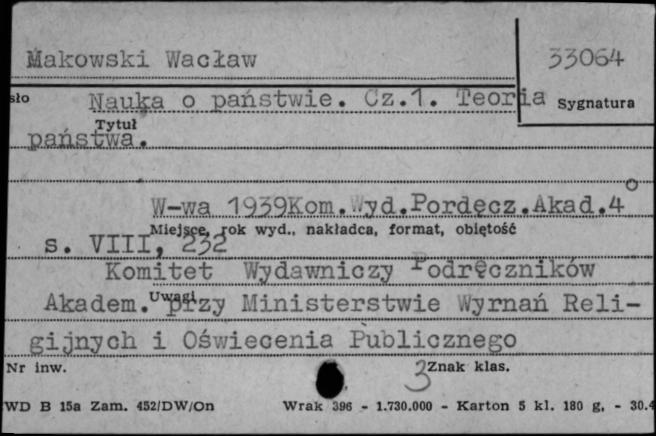 Makowski Wacław
33064
sło
Nauka o państwie. Cz.1. Teoria
Sygnatura
Tytuł
państwa.
W-wa 1939Kom.Wyd.Pordęcz.Akad.4°
Miejsce, rok wyd., nakładca, format, obiętość
s. VIII, 232
Komitet Wydawniczy Podręczników
Uwagi
Akadem. przy Ministerstwie Wyrnań Reli-
gijnych i Oświecenia Publicznego
Nr inw.
3
Znak klas.
WD B 15a Zam. 452/DW/On
Wrak 396 - 1.730.000 - Karton 5 kl. 180 g. - 30.4